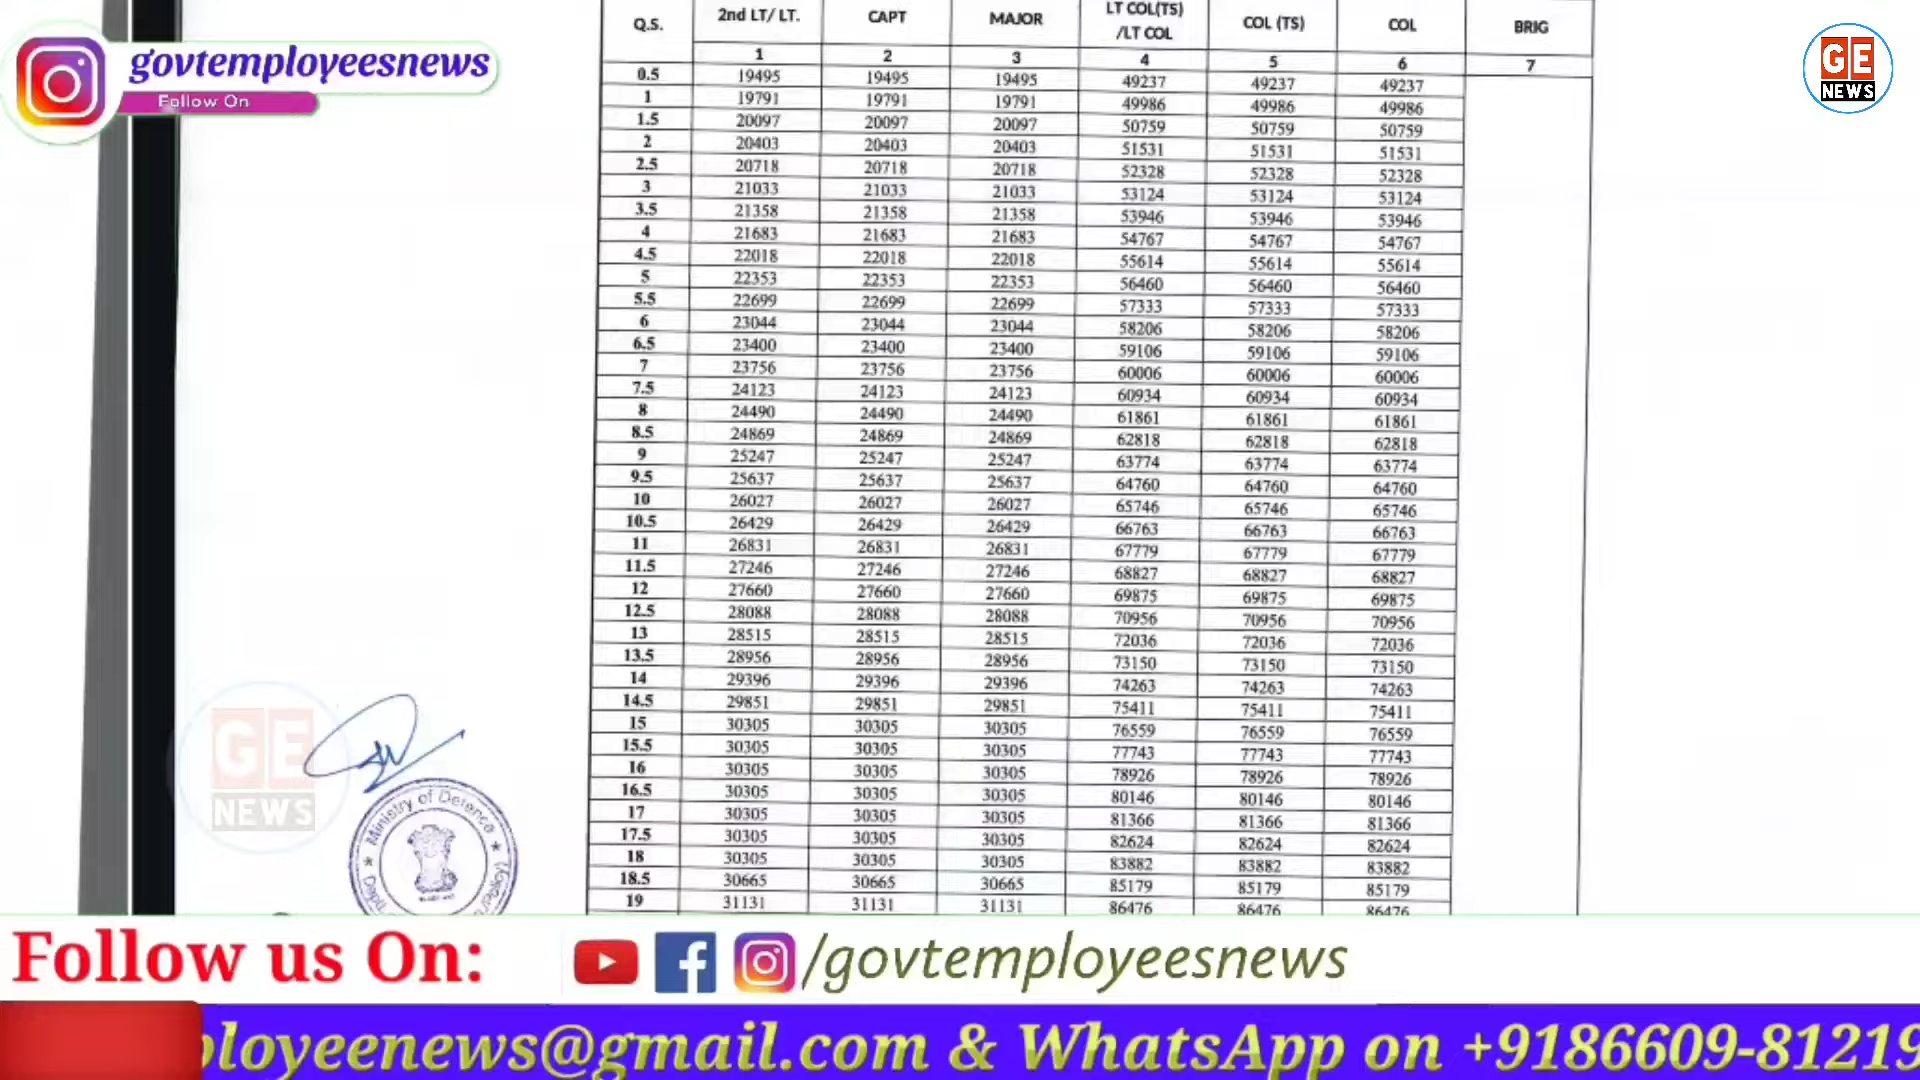 govtemployeesnews
Follow On
GE
NEWS
Q.S. 2nd LT/ LT. CAPT MAJOR LT COL(TS) /LT COL COL (TS) COL BRIG
1 2 3 4 5 6 7
0.5 19495 19495 19495 49237 49237 49237
1 19791 19791 19791 49986 49986 49986
1.5 20097 20097 20097 50759 50759 50759
2 20403 20403 20403 51531 51531 51531
2.5 20718 20718 20718 52328 52328 52328
3 21033 21033 21033 53124 53124 53124
3.5 21358 21358 21358 53946 53946 53946
4 21683 21683 21683 54767 54767 54767
4.5 22018 22018 22018 55614 55614 55614
5 22353 22353 22353 56460 56460 56460
5.5 22699 22699 22699 57333 57333 57333
6 23044 23044 23044 58206 58206 58206
6.5 23400 23400 23400 59106 59106 59106
7 23756 23756 23756 60006 60006 60006
7.5 24123 24123 24123 60934 60934 60934
8 24490 24490 24490 61861 61861 61861
8.5 24869 24869 24869 62818 62818 62818
9 25247 25247 25247 63774 63774 63774
9.5 25637 25637 25637 64760 64760 64760
10 26027 26027 26027 65746 65746 65746
10.5 26429 26429 26429 66763 66763 66763
11 26831 26831 26831 67779 67779 67779
11.5 27246 27246 27246 68827 68827 68827
12 27660 27660 27660 69875 69875 69875
12.5 28088 28088 28088 70956 70956 70956
13 28515 28515 28515 72036 72036 72036
13.5 28956 28956 28956 73150 73150 73150
14 29396 29396 29396 74263 74263 74263
14.5 29851 29851 29851 75411 75411 75411
15 30305 30305 30305 76559 76559 76559
15.5 30305 30305 30305 77743 77743 77743
16 30305 30305 30305 78926 78926 78926
16.5 30305 30305 30305 80146 80146 80146
17 30305 30305 30305 81366 81366 81366
17.5 30305 30305 30305 82624 82624 82624
18 30305 30305 30305 83882 83882 83882
18.5 30665 30665 30665 85179 85179 85179
19 31131 31131 31131 86476 86476 86476
GE
NEWS
Ministry of Defence
Follow us On: /govtemployeesnews
ployeenews@gmail.com & WhatsApp on +9186609-81219